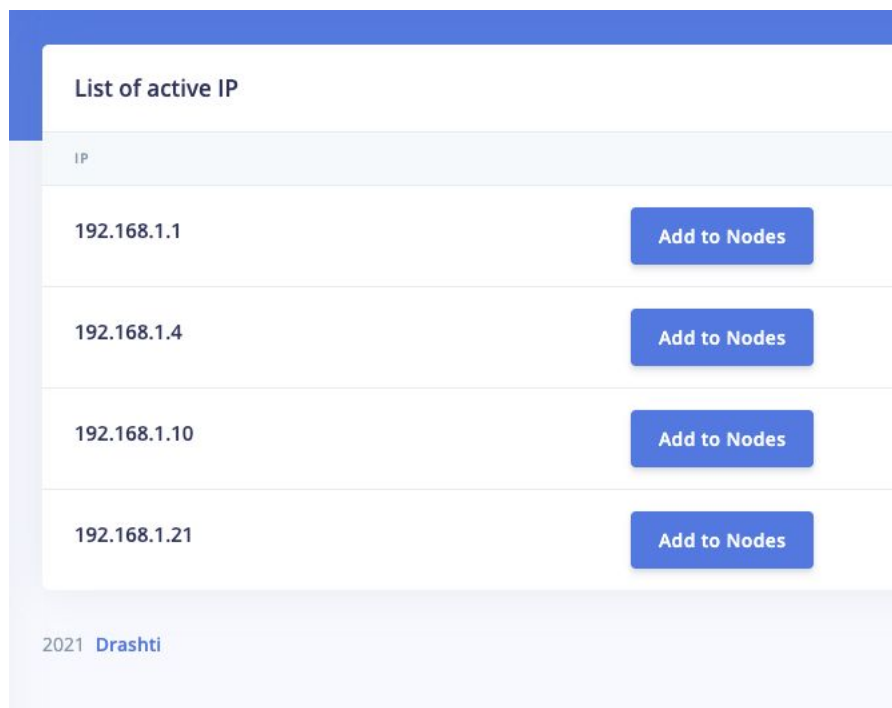 List of active IP
IP
192.168.1.1 Add to Nodes
192.168.1.4 Add to Nodes
192.168.1.10 Add to Nodes
192.168.1.21 Add to Nodes
2021 Drashti